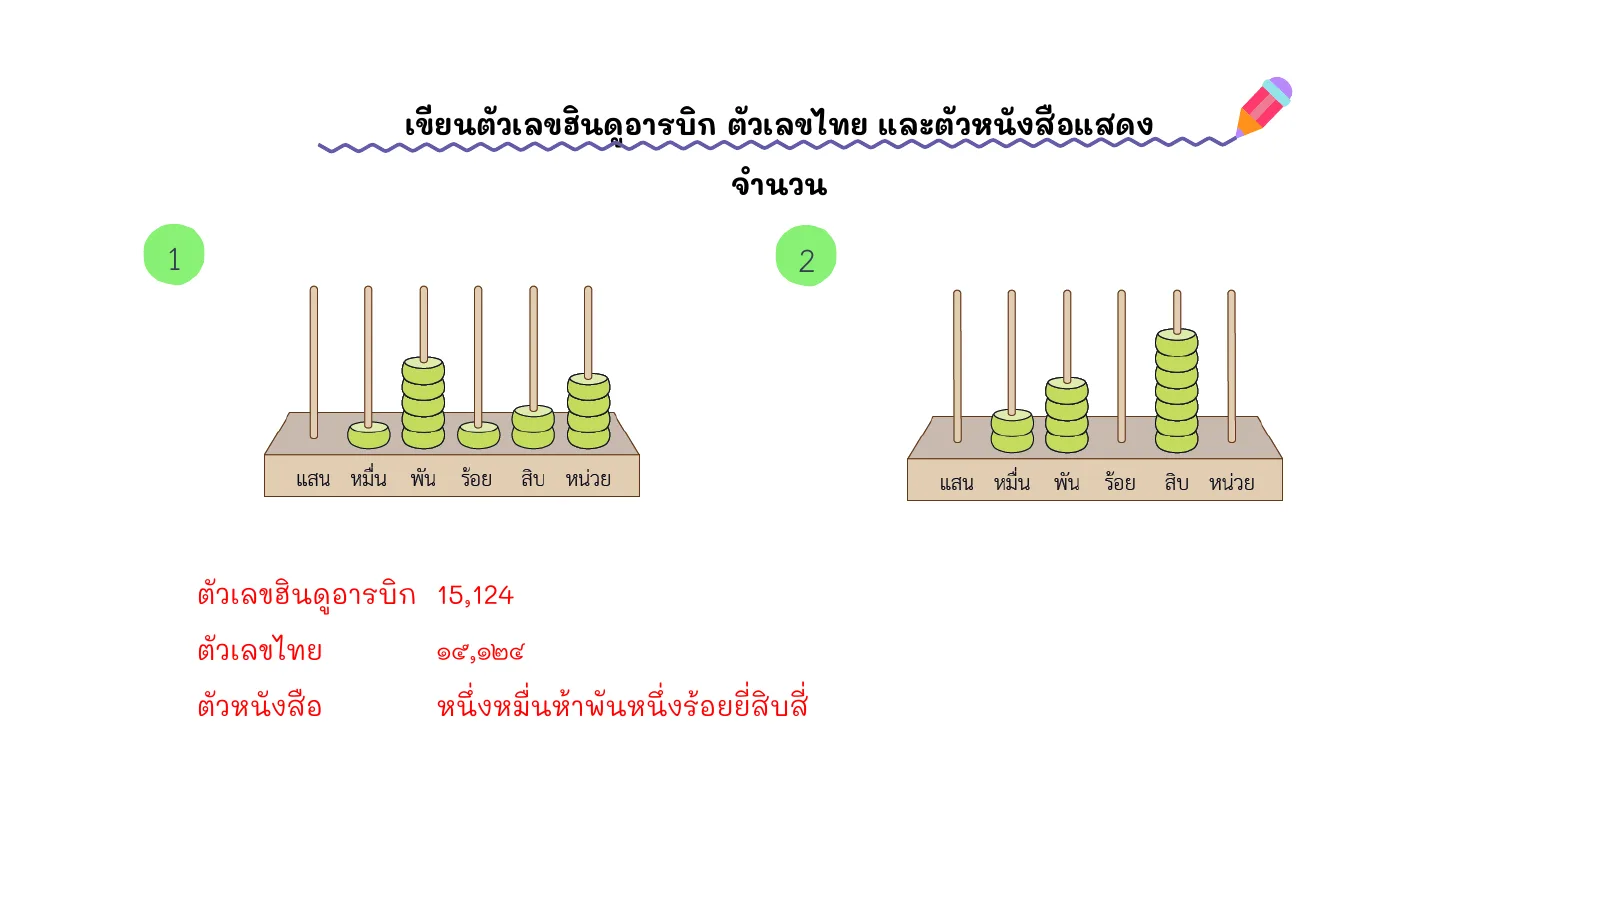 เขียนตัวเลขฮินดูอารบิก ตัวเลขไทย และตัวหนังสือแสดง
จำนวน
1
2
แสน หมื่น พัน ร้อย สิบ หน่วย
แสน หมื่น พัน ร้อย สิบ หน่วย
ตัวเลขฮินดูอารบิก 15,124
ตัวเลขไทย ๑๕,๑๒๔
ตัวหนังสือ หนึ่งหมื่นห้าพันหนึ่งร้อยยี่สิบสี่